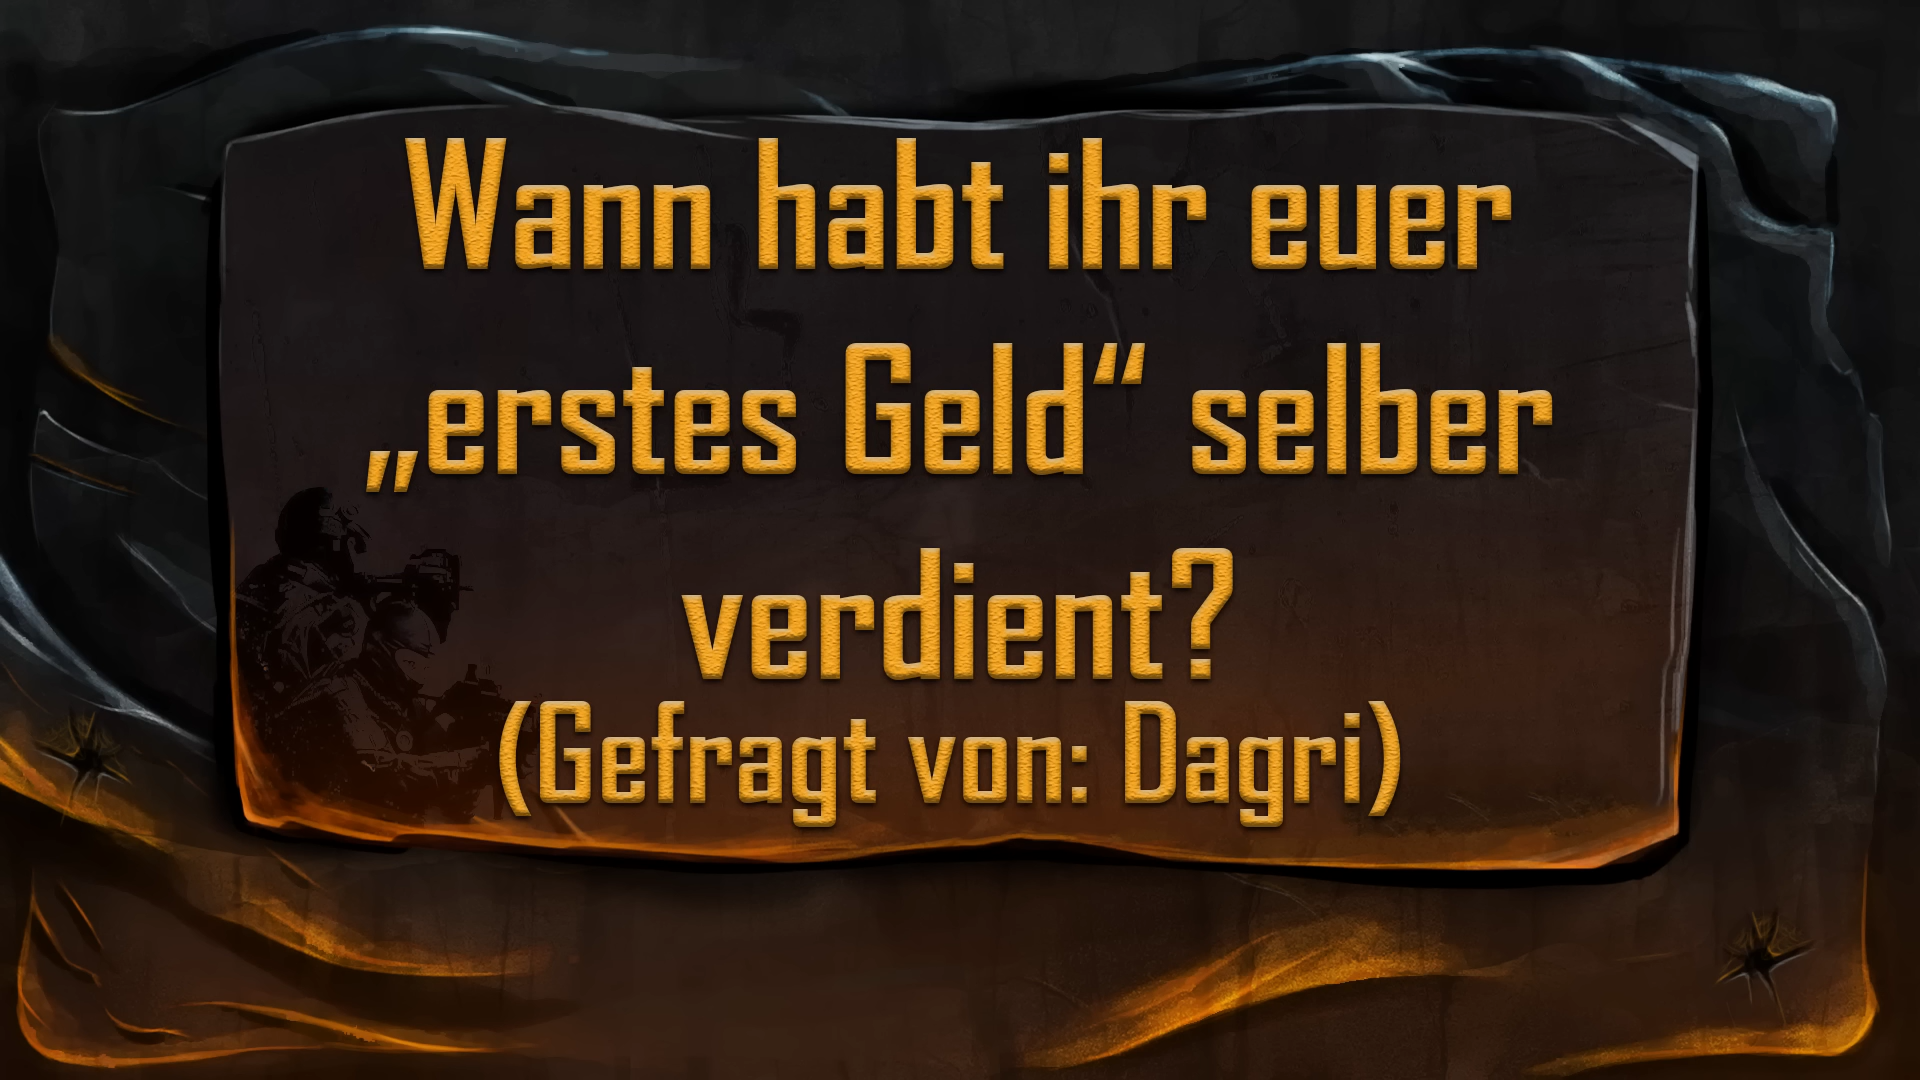 Wann habt ihr euer
„erstes Geld“ selber
verdient?
(Gefragt von: Dagri)